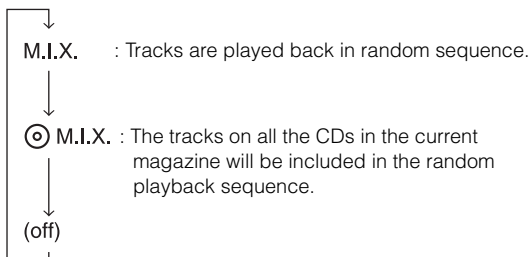 M.I.X. : Tracks are played back in random sequence.
M.I.X. : The tracks on all the CDs in the current
magazine will be included in the random
playback sequence.
(off)